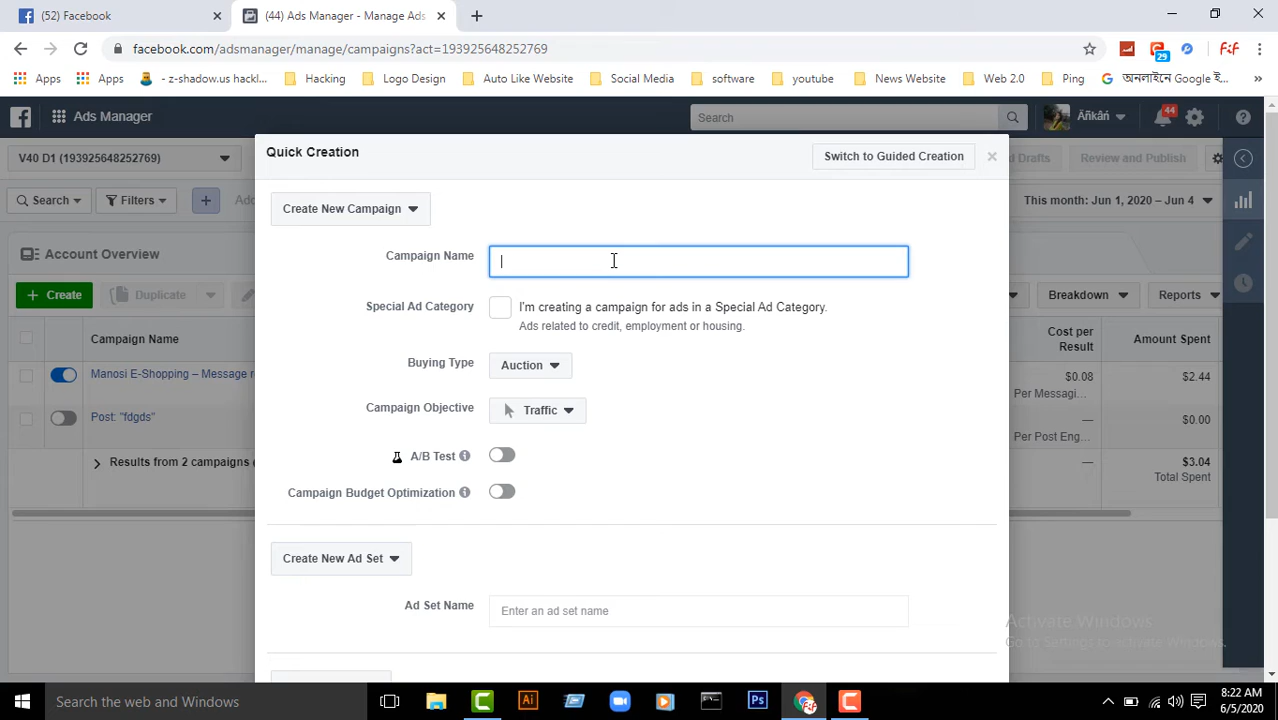 (52) Facebook
(44) Ads Manager - Manage Ads
facebook.com/adsmanager/manage/campaigns?act=193925648252769
29
Apps
Apps
- z-shadow.us hackl...
Hacking
Logo Design
Auto Like Website
Social Media
software
youtube
News Website
Web 2.0
Ping
অনলাইনে Google ই...
Ads Manager
Search
Äñkâñ
44
V40 D1 (193925648252769)
Quick Creation
Switch to Guided Creation
Drafts
Review and Publish
Search
Filters
Create New Campaign
This month: Jun 1, 2020 – Jun 4
Account Overview
Campaign Name
Create
Duplicate
Special Ad Category
I'm creating a campaign for ads in a Special Ad Category.
Ads related to credit, employment or housing.
Breakdown
Reports
Campaign Name
Cost per Result
Amount Spent
Buying Type
Auction
Manosi E-Shopping – Message r
$0.08
Per Messagi...
$2.44
Campaign Objective
Traffic
Post: "fdgds"
—
Per Post Eng...
$0.00
A/B Test
Results from 2 campaigns
—
$3.04
Total Spent
Campaign Budget Optimization
Create New Ad Set
Ad Set Name
Enter an ad set name
Activate Windows
Go to Settings to activate Windows.
Search the web and Windows
Ai
Ps
8:22 AM
6/5/2020